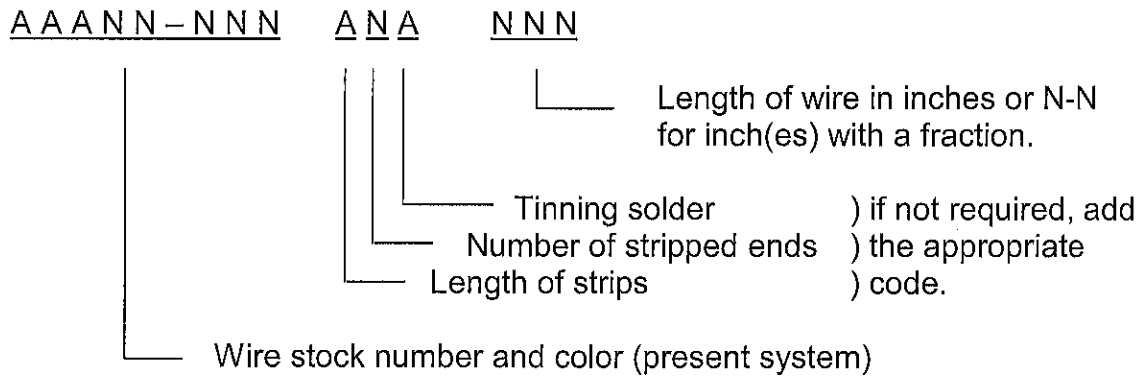 AAANN-NNN ANA NNN
Length of wire in inches or N-N
for inch(es) with a fraction.
Tinning solder ) if not required, add
Number of stripped ends ) the appropriate
Length of strips ) code.
Wire stock number and color (present system)